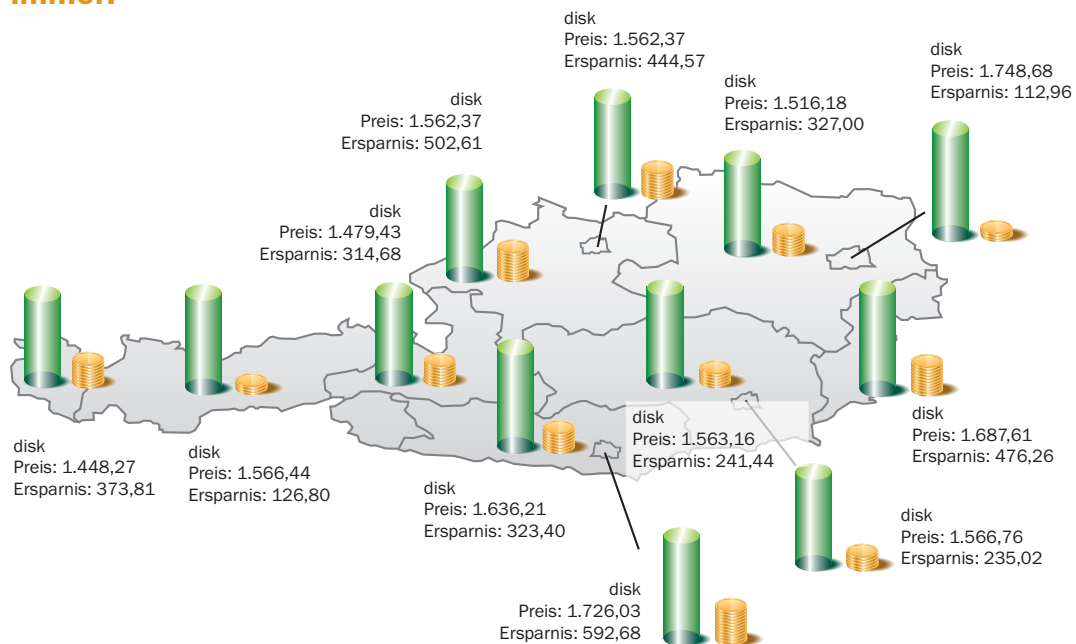 disk
Preis: 1.562,37
Ersparnis: 444,57
disk
Preis: 1.748,68
Ersparnis: 112,96
disk
Preis: 1.516,18
Ersparnis: 327,00
disk
Preis: 1.562,37
Ersparnis: 502,61
disk
Preis: 1.479,43
Ersparnis: 314,68
disk
Preis: 1.448,27
Ersparnis: 373,81
disk
Preis: 1.566,44
Ersparnis: 126,80
disk
Preis: 1.636,21
Ersparnis: 323,40
disk
Preis: 1.563,16
Ersparnis: 241,44
disk
Preis: 1.687,61
Ersparnis: 476,26
disk
Preis: 1.566,76
Ersparnis: 235,02
disk
Preis: 1.726,03
Ersparnis: 592,68